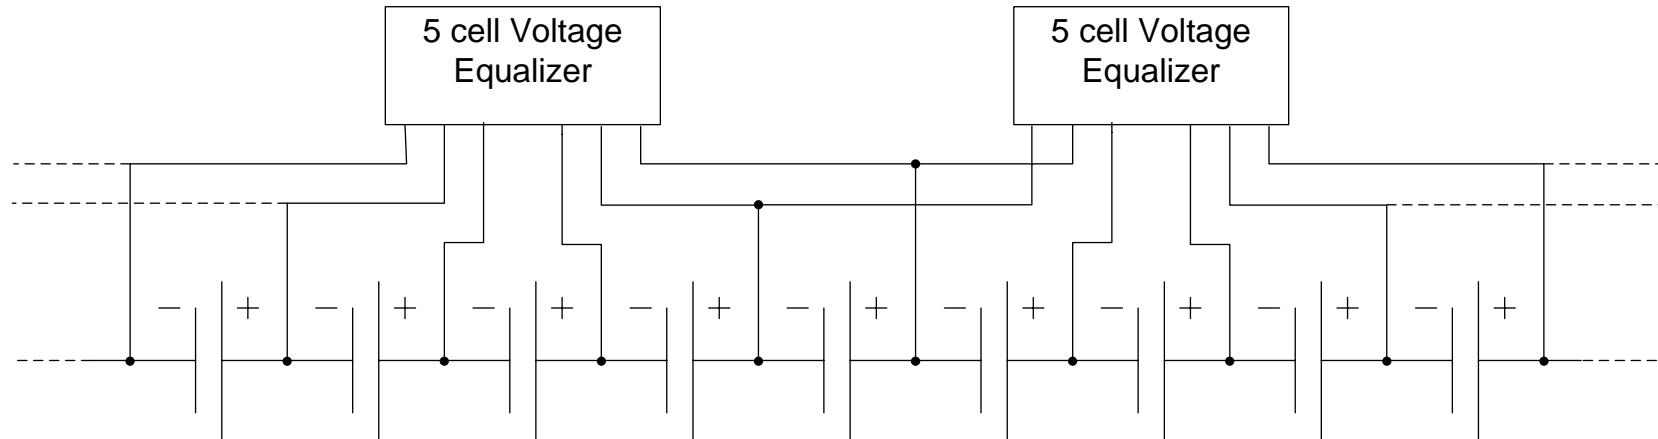 5 cell Voltage
Equalizer
5 cell Voltage
Equalizer
− + − + − + − + − + − + − + − + − +